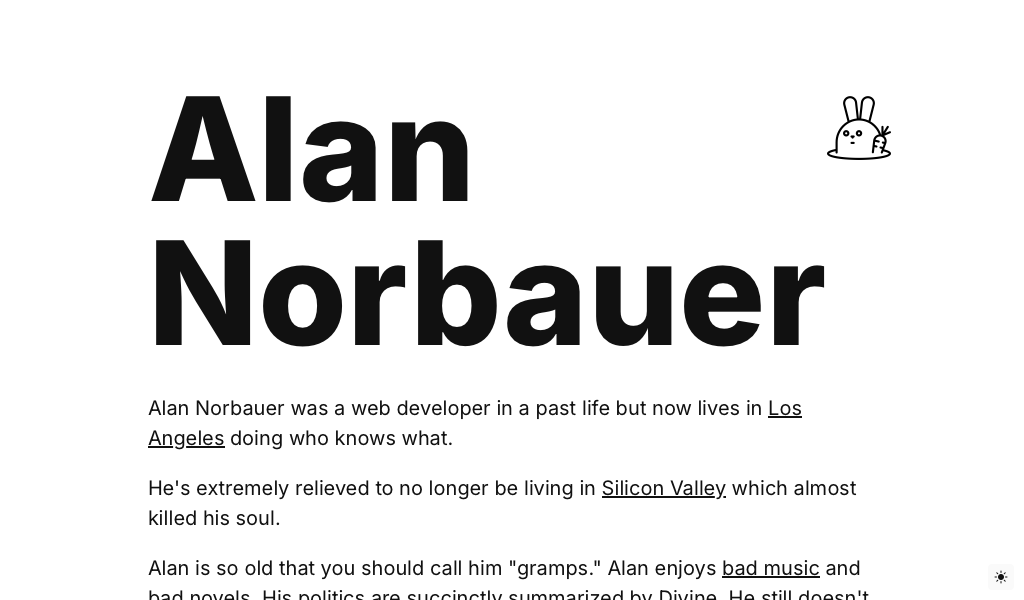 Alan
Norbauer
Alan Norbauer was a web developer in a past life but now lives in Los
Angeles doing who knows what.
He's extremely relieved to no longer be living in Silicon Valley which almost
killed his soul.
Alan is so old that you should call him "gramps." Alan enjoys bad music and
bad novels. His politics are succinctly summarized by Divine. He still doesn't